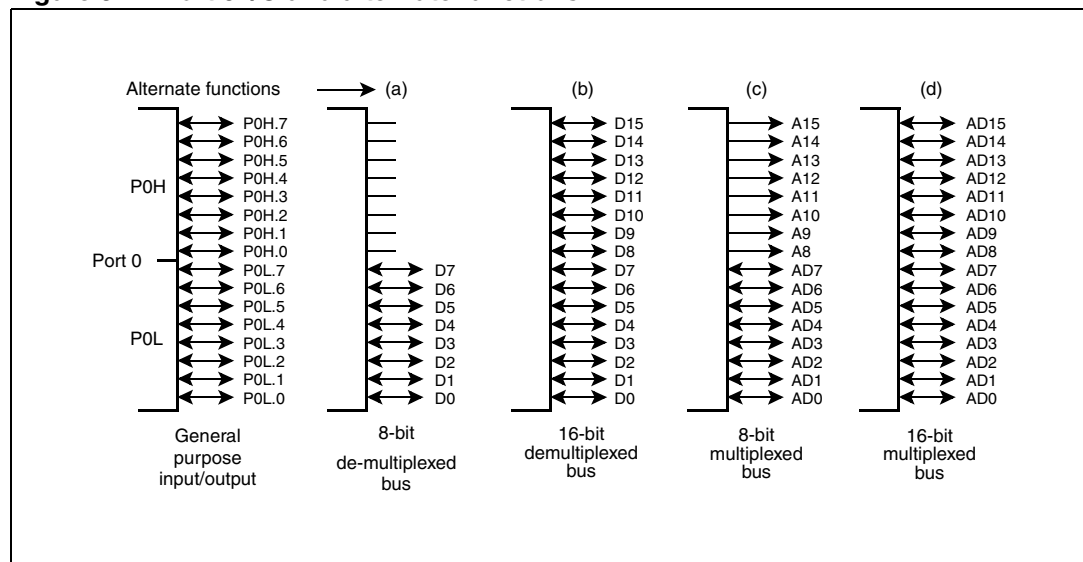 Figure and alternate functions
Alternate functions (a) (b) (c) (d)
P0H.7 D15 A15 AD15
P0H.6 D14 A14 AD14
P0H.5 D13 A13 AD13
P0H
P0H.4 D12 A12 AD12
P0H.3 D11 A11 AD11
P0H.2 D10 A10 AD10
P0H.1 D9 A9 AD9
P0H.0 D8 A8 AD8
Port 0
P0L.7 D7 D7 AD7 AD7
P0L.6 D6 D6 AD6 AD6
P0L.5 D5 D5 AD5 AD5
P0L.4 D4 D4 AD4 AD4
P0L
P0L.3 D3 D3 AD3 AD3
P0L.2 D2 D2 AD2 AD2
P0L.1 D1 D1 AD1 AD1
P0L.0 D0 D0 AD0 AD0
General
purpose
input/output
8-bit
de-multiplexed
bus
16-bit
demultiplexed
bus
8-bit
multiplexed
bus
16-bit
multiplexed
bus